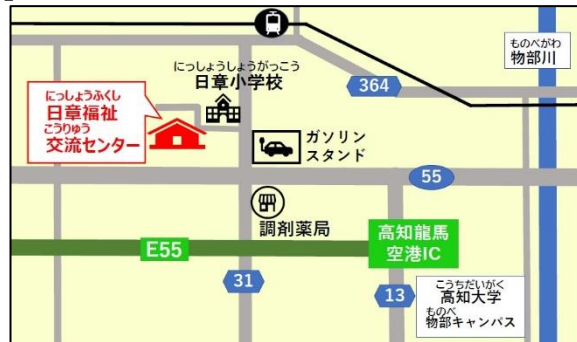 にっしょうしょうがっこう
日章小学校
ものべがわ
物部川
364
にっしょうふくし
日章福祉
こうりゅう
交流センター
ガソリン
スタンド
55
調剤薬局
E55
高知龍馬
空港IC
31
13
こうちだいがく
高知大学
ものべ
物部キャンパス